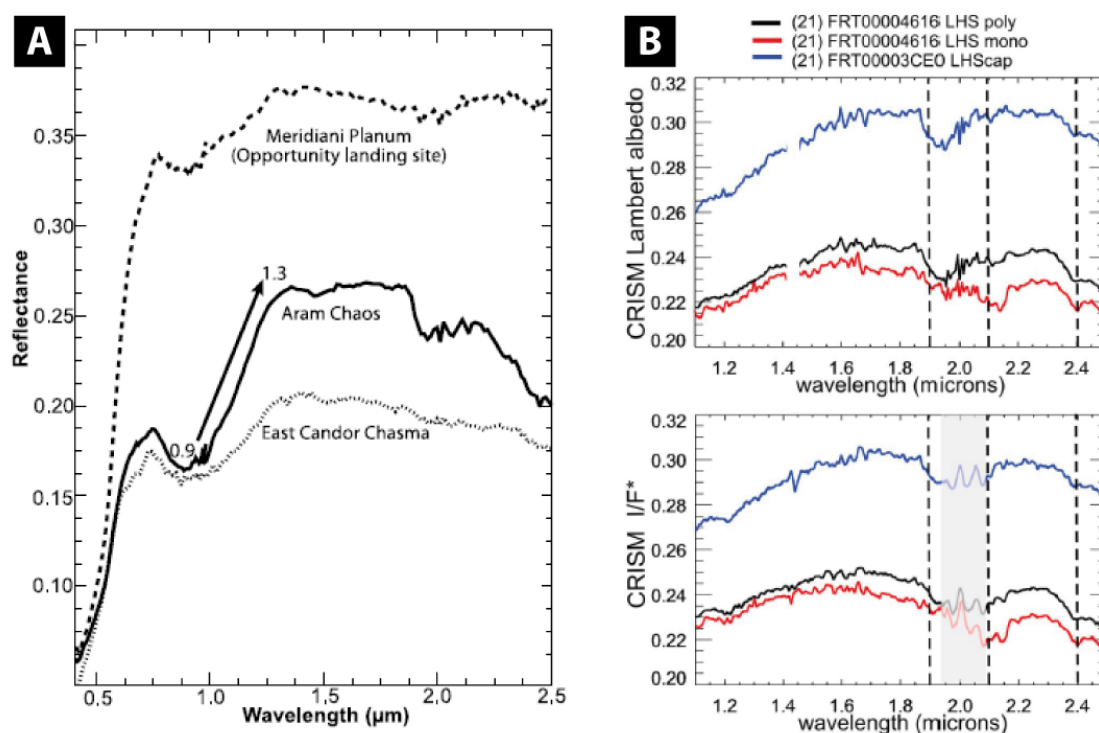 A
0.35
0.30
0.25
0.20
0.15
0.10
Reflectance
Meridiani Planum
(Opportunity landing site)
1.3
Aram Chaos
0.9
East Candor Chasma
0.5
1.0
1.5
2.0
2.5
Wavelength (µm)
B
(21) FRT00004616 LHS poly
(21) FRT00004616 LHS mono
(21) FRT00003CE0 LHScap
CRISM Lambert albedo
0.32
0.30
0.28
0.26
0.24
0.22
0.20
1.2
1.4
1.6
1.8
2.0
2.2
2.4
wavelength (microns)
CRISM I/F*
0.32
0.30
0.28
0.26
0.24
0.22
0.20
1.2
1.4
1.6
1.8
2.0
2.2
2.4
wavelength (microns)